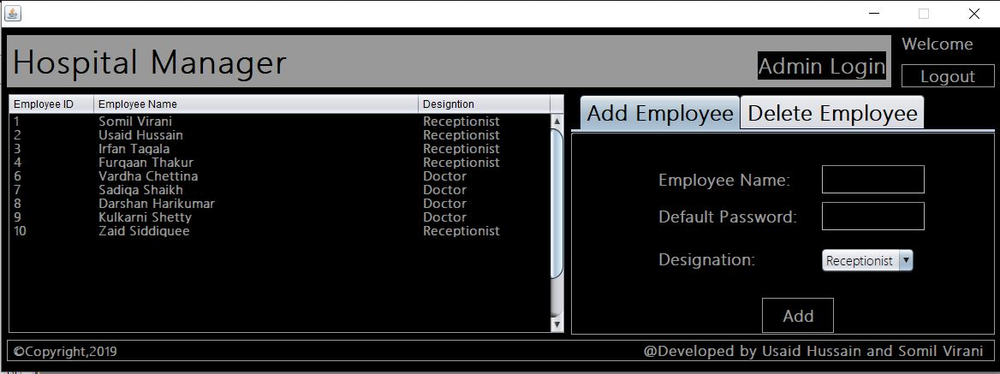 Hospital Manager
Admin Login
Welcome
Logout
Employee ID Employee Name Designtion
1 Somil Virani Receptionist
2 Usaid Hussain Receptionist
3 Irfan Tagala Receptionist
4 Furqaan Thakur Receptionist
6 Vardha Chettina Doctor
7 Sadiqa Shaikh Doctor
8 Darshan Harikumar Doctor
9 Kulkarni Shetty Doctor
10 Zaid Siddiquee Receptionist
Add Employee Delete Employee
Employee Name:
Default Password:
Designation: Receptionist
Add
©Copyright,2019
@Developed by Usaid Hussain and Somil Virani